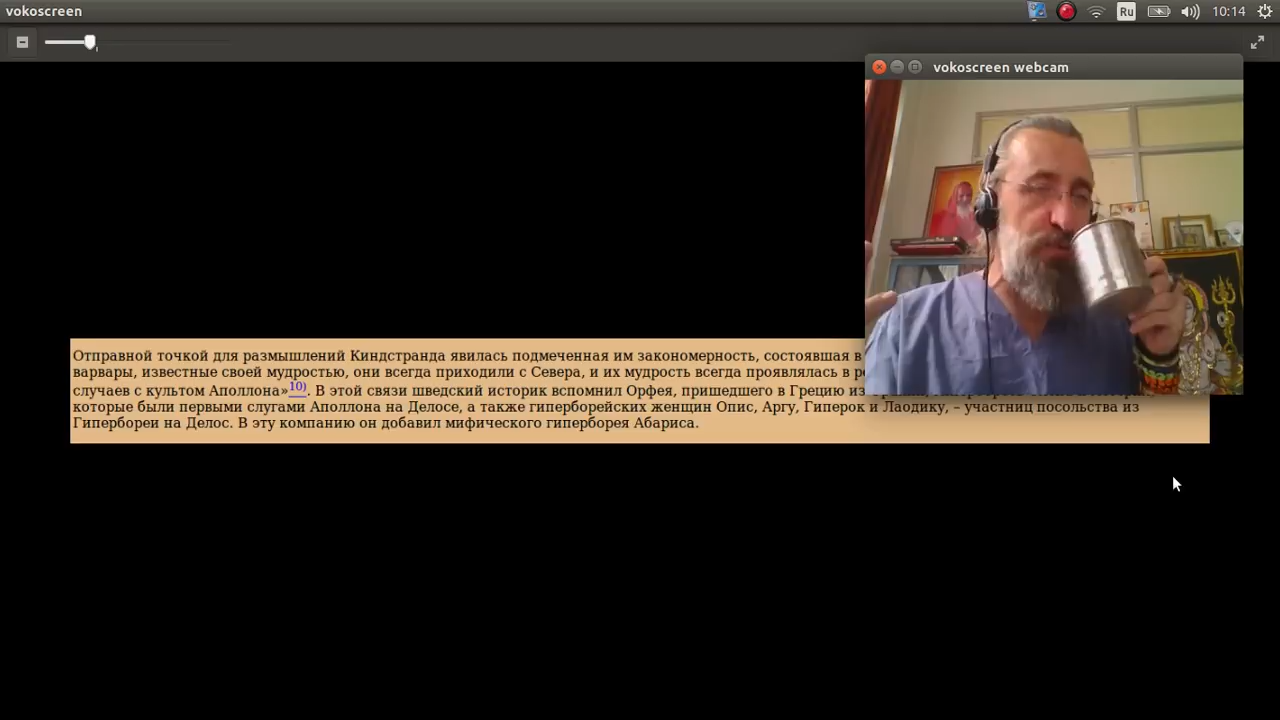 vokoscreen
Ru
10:14
vokoscreen webcam
Отправной точкой для размышлений Киндстранда явилась подмеченная им закономерность, состоявшая в
варвары, известные своей мудростью, они всегда приходили с Севера, и их мудрость всегда проявлялась в
случаев с культом Аполлона»10). В этой связи шведский историк вспомнил Орфея, пришедшего в Грецию из
которые были первыми слугами Аполлона на Делосе, а также гиперборейских женщин Опис, Аргу, Гиперок и Лаодику, – участниц посольства из
Гипербореи на Делос. В эту компанию он добавил мифического гиперборея Абариса.